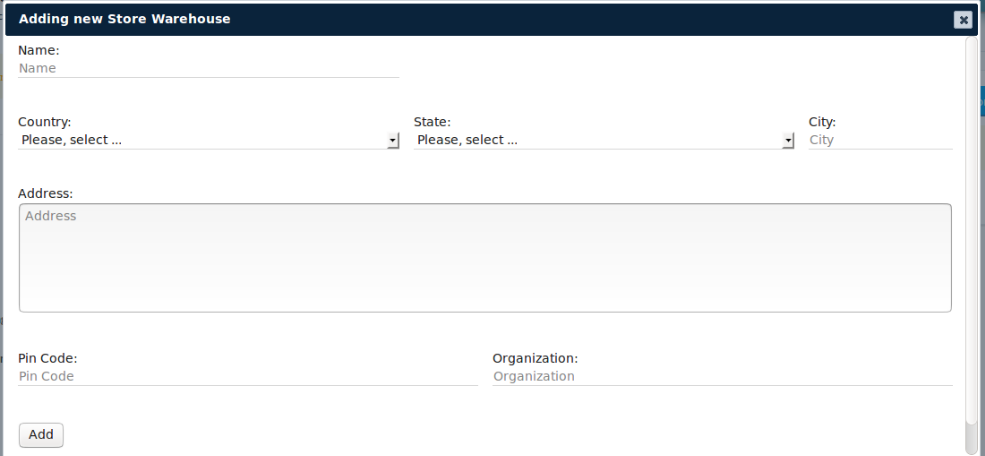 Adding new Store Warehouse
Name:
Name
Country: State: City:
Please, select ... Please, select ... City
Address:
Address
Pin Code: Organization:
Pin Code Organization
Add